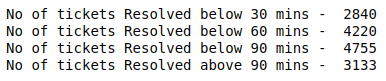 No of tickets Resolved below 30 mins -  2840
No of tickets Resolved below 60 mins -  4220
No of tickets Resolved below 90 mins -  4755
No of tickets Resolved above 90 mins -  3133